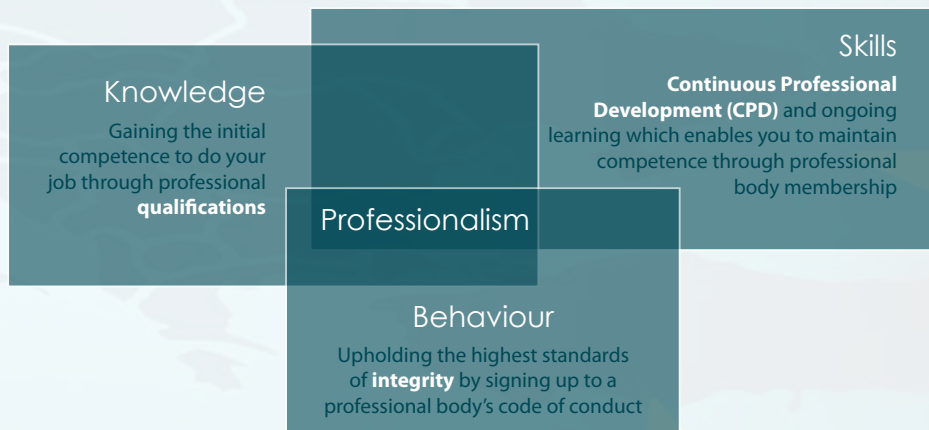 Knowledge
Gaining the initial
competence to do your
job through professional
qualifications
Skills
Continuous Professional
Development (CPD) and ongoing
learning which enables you to maintain
competence through professional
body membership
Professionalism
Behaviour
Upholding the highest standards
of integrity by signing up to a
professional body's code of conduct